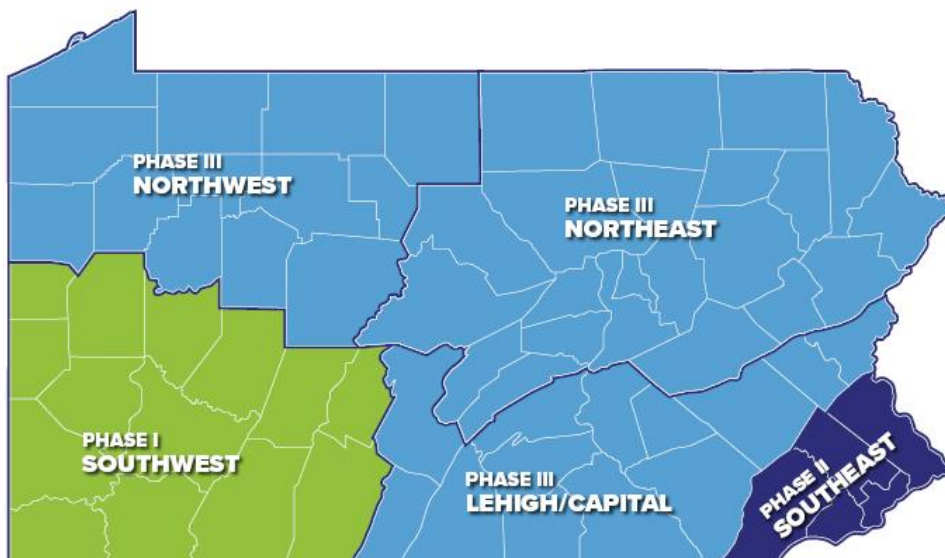 PHASE III
NORTHWEST
PHASE III
NORTHEAST
PHASE I
SOUTHWEST
PHASE III
LEHIGH/CAPITAL
PHASE II
SOUTHEAST